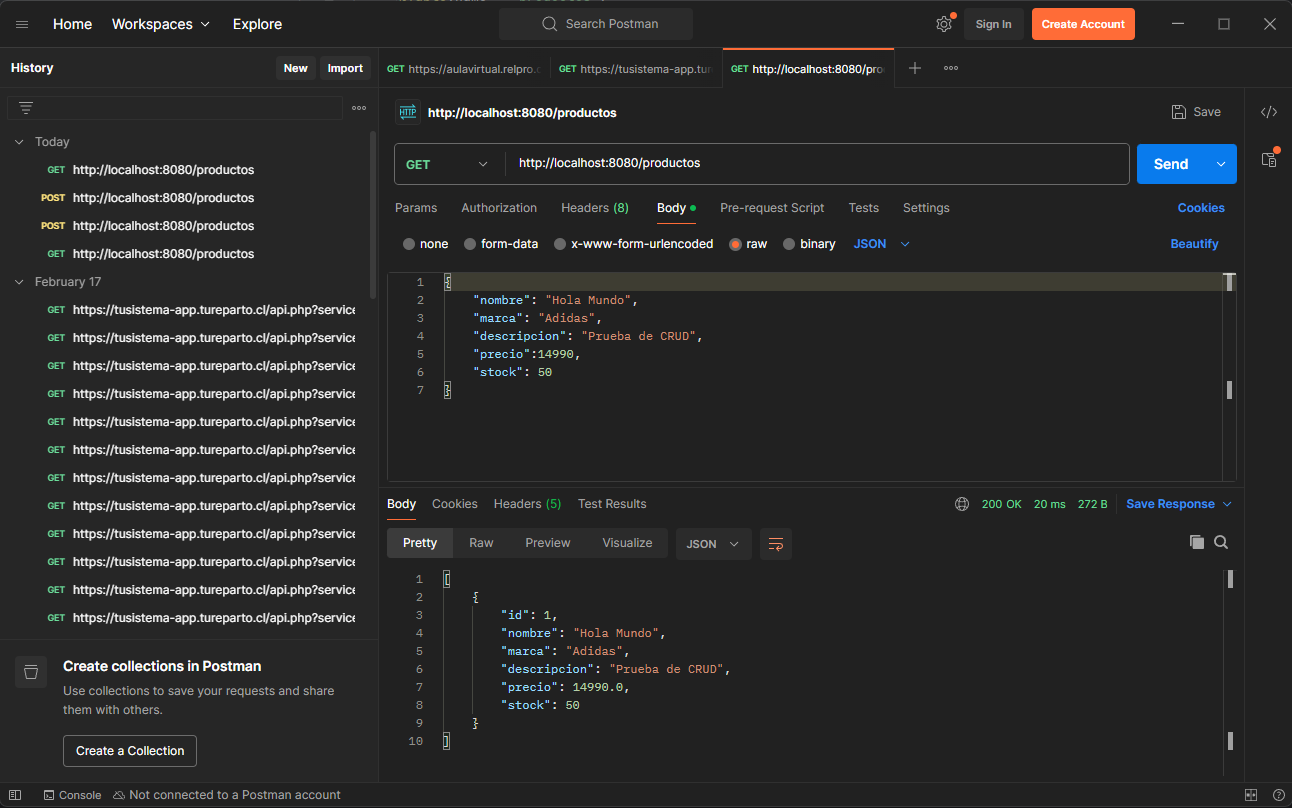 Home Workspaces Explore Search Postman Sign In Create Account
History New Import
GET https://aulavirtual.relpro.c GET https://tusistema-app.tur GET http://localhost:8080/pro
HTTP http://localhost:8080/productos Save
GET http://localhost:8080/productos Send
Params Authorization Headers (8) Body Pre-request Script Tests Settings Cookies
none form-data x-www-form-urlencoded raw binary JSON Beautify
1 {
2 "nombre": "Hola Mundo",
3 "marca": "Adidas",
4 "descripcion": "Prueba de CRUD",
5 "precio":14990,
6 "stock": 50
7 }
Today
GET http://localhost:8080/productos
POST http://localhost:8080/productos
POST http://localhost:8080/productos
GET http://localhost:8080/productos
February 17
GET https://tusistema-app.tureparto.cl/api.php?service
GET https://tusistema-app.tureparto.cl/api.php?service
GET https://tusistema-app.tureparto.cl/api.php?service
GET https://tusistema-app.tureparto.cl/api.php?service
GET https://tusistema-app.tureparto.cl/api.php?service
GET https://tusistema-app.tureparto.cl/api.php?service
GET https://tusistema-app.tureparto.cl/api.php?service
GET https://tusistema-app.tureparto.cl/api.php?service
GET https://tusistema-app.tureparto.cl/api.php?service
GET https://tusistema-app.tureparto.cl/api.php?service
GET https://tusistema-app.tureparto.cl/api.php?service
GET https://tusistema-app.tureparto.cl/api.php?service
Body Cookies Headers (5) Test Results 200 OK 20 ms 272 B Save Response
Pretty Raw Preview Visualize JSON
1 [
2 {
3 "id": 1,
4 "nombre": "Hola Mundo",
5 "marca": "Adidas",
6 "descripcion": "Prueba de CRUD",
7 "precio": 14990.0,
8 "stock": 50
9 }
10 ]
Create collections in Postman
Use collections to save your requests and share
them with others.
Create a Collection
Console Not connected to a Postman account